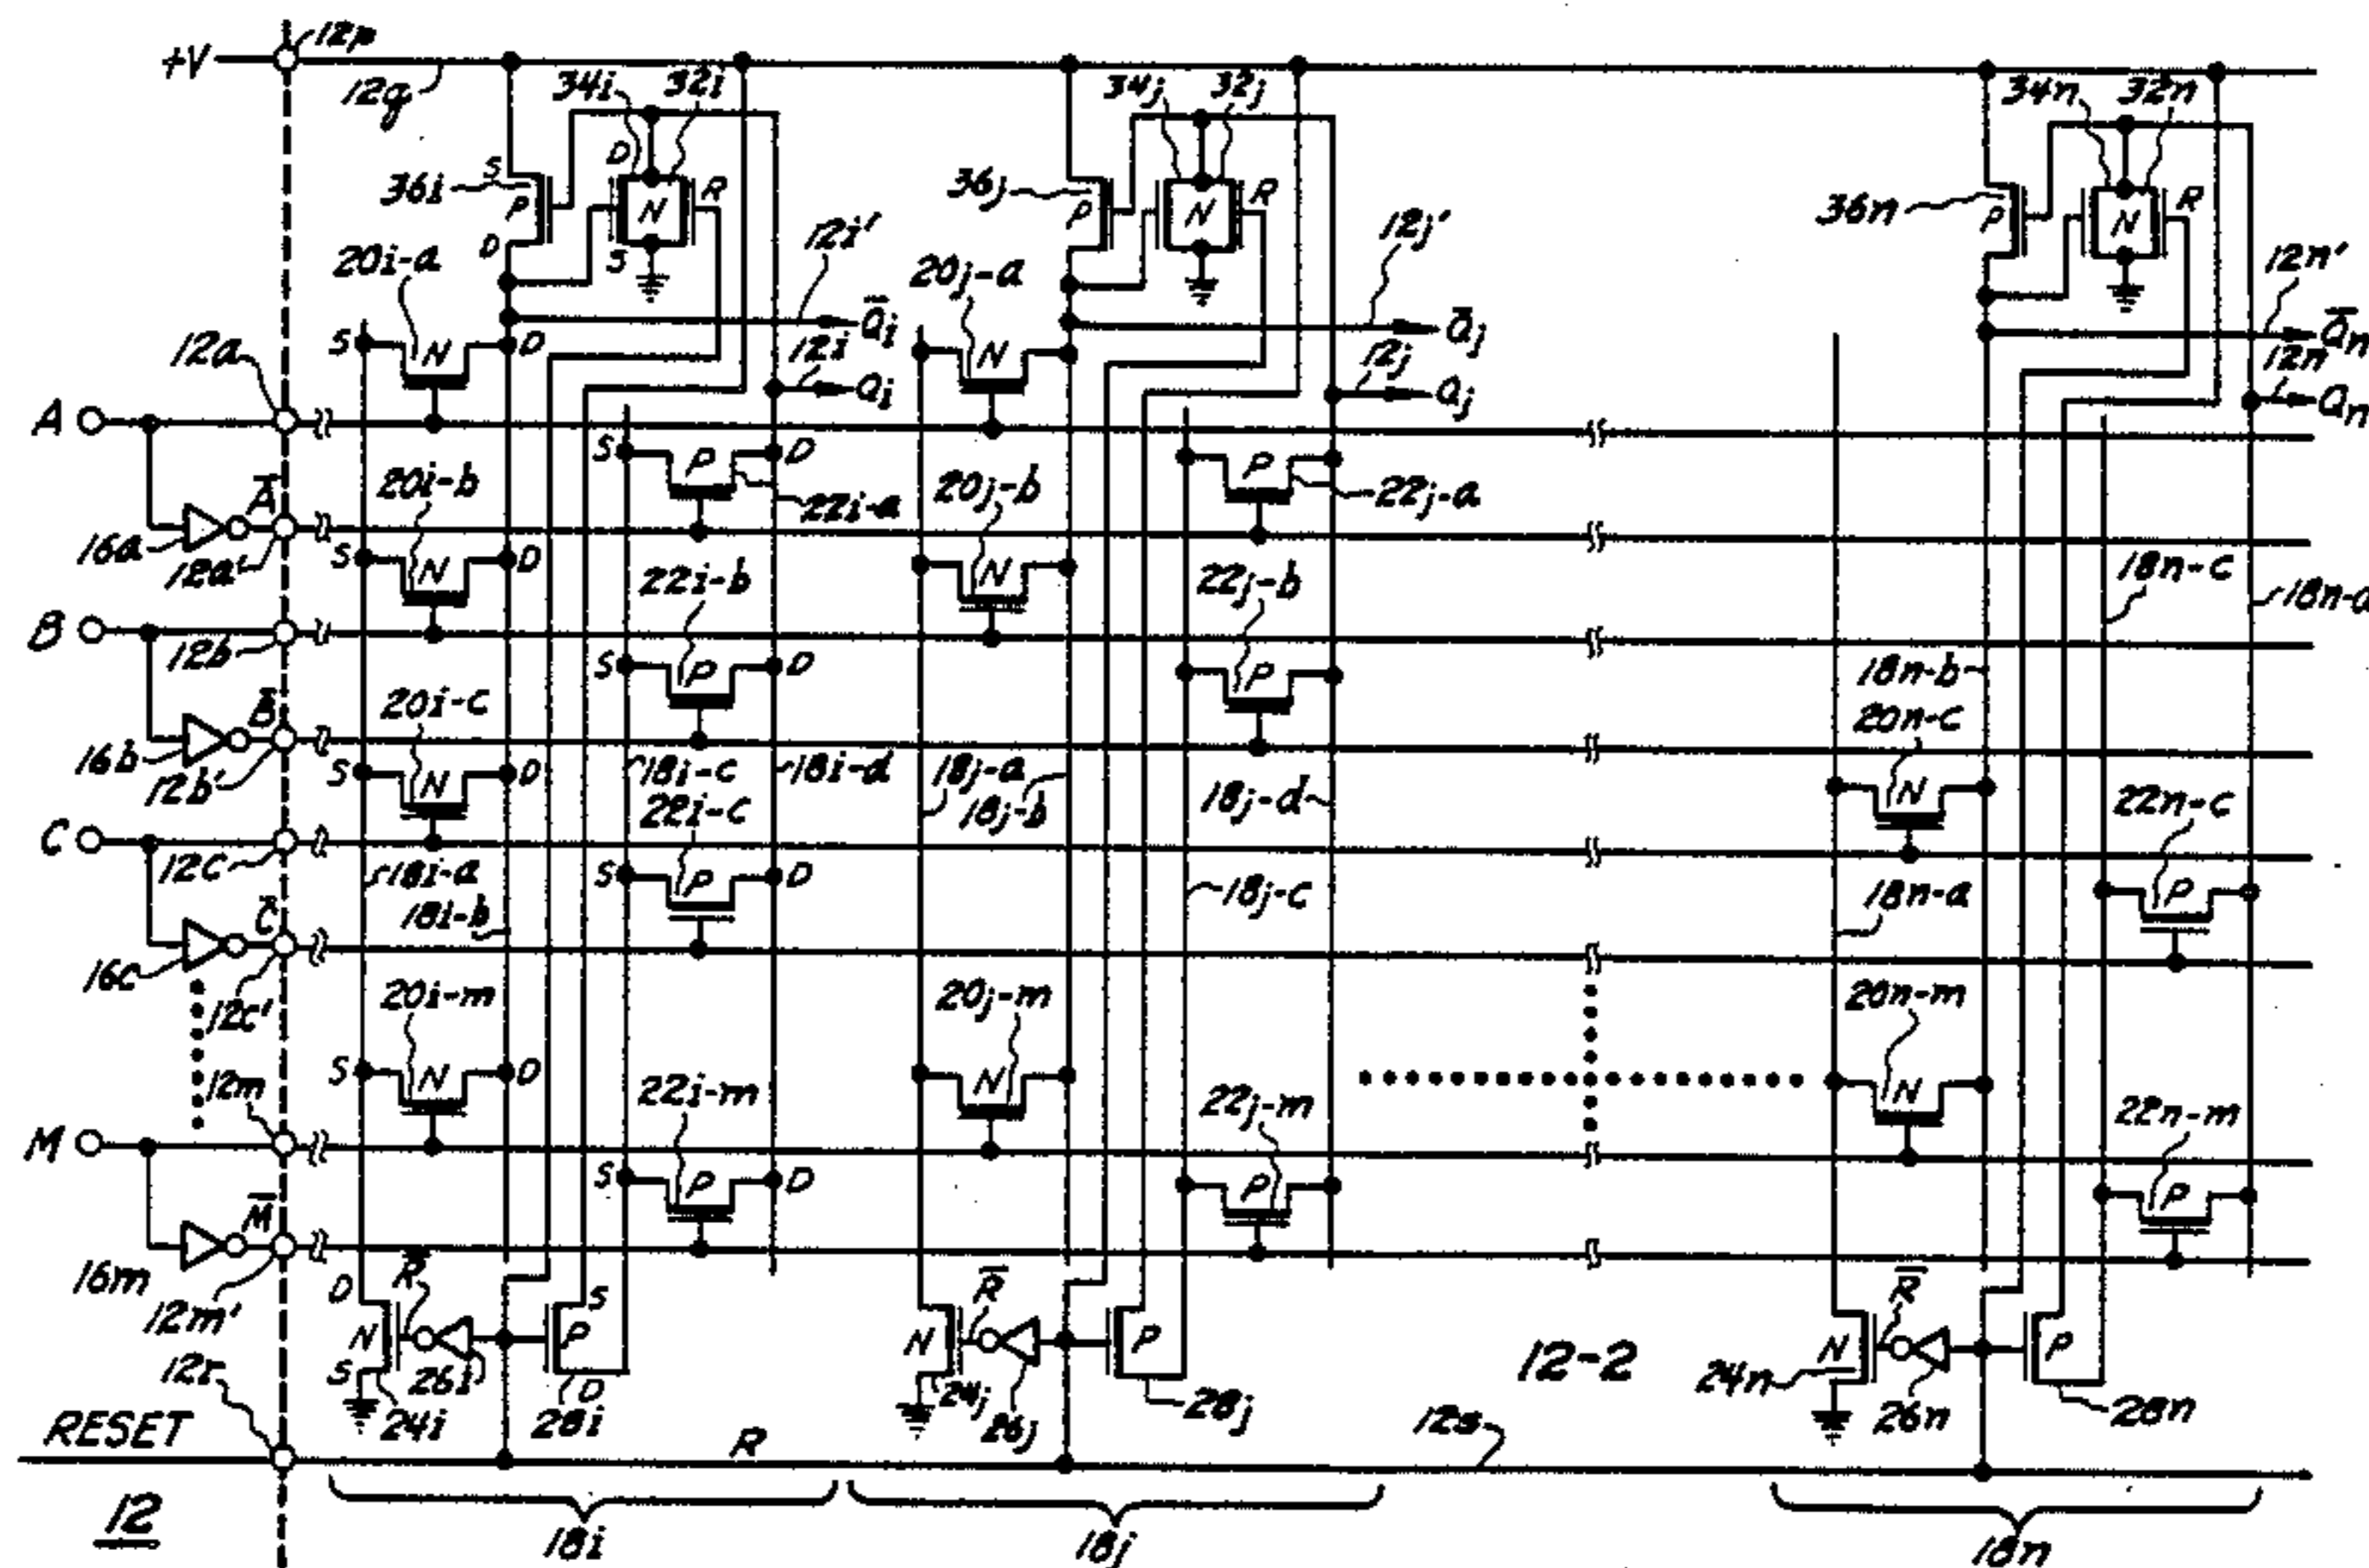 +V
12p
12g
34i
32i
34j
32j
34n
32n
S
D
R
36i
P
N
36j
P
N
R
36n
P
N
R
D
S
12i'
12j'
12n'
20i-a
20j-a
Q̅i
Q̅j
Q̅n
12a
S
N
D
12i
N
12j
12n
A
Qi
Qj
Qn
S
P
D
P
20i-b
22i-a
20j-b
22j-a
A̅
16a
12a'
S
N
D
22i-b
N
22j-b
18n-c
18n-d
B
12b
S
P
D
P
18n-b
20i-c
20n-c
B̅
16b
12b'
S
N
D
18i-c
18i-d
18j-a
18j-b
18j-d
N
22n-c
22i-c
C
12c
18i-a
S
P
D
18j-c
18n-a
P
18i-b
C̅
16c
12c'
20i-m
20j-m
20n-m
12m
S
N
D
22i-m
N
22j-m
N
22n-m
M
S
P
D
P
P
M̅
16m
12m'
D
R̅
S
R̅
R̅
N
P
N
P
12-2
N
P
S
24i
26i
D
28i
24j
26j
28j
24n
26n
28n
12r
RESET
R
12s
12
18i
18j
18n